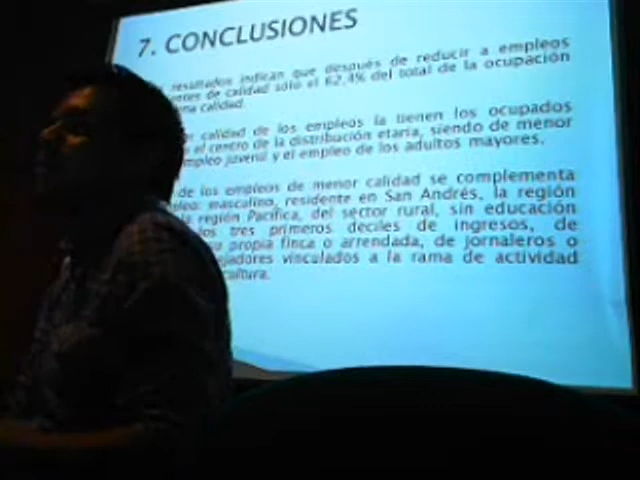 7. CONCLUSIONES
resultados indican que después de reducir a empleos
de calidad sólo el 62,4% del total de la ocupación
calidad.
calidad de los empleos la tienen los ocupados
el centro de la distribución etaria, siendo de menor
empleo juvenil y el empleo de los adultos mayores.
de los empleos de menor calidad se complementa
masculino, residente en San Andrés, la región
la región Pacífica, del sector rural, sin educación
los tres primeros deciles de ingresos, de
su propia finca o arrendada, de jornaleros o
vinculados a la rama de actividad